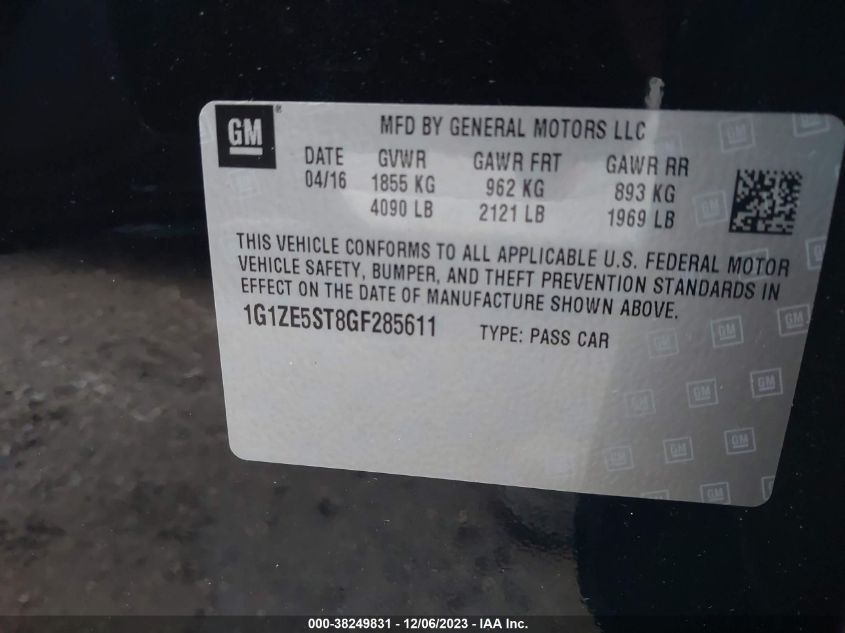 GM ®
MFD BY GENERAL MOTORS LLC
DATE GVWR GAWR FRT GAWR RR
04/16 1855 KG 962 KG 893 KG
4090 LB 2121 LB 1969 LB
THIS VEHICLE CONFORMS TO ALL APPLICABLE U.S. FEDERAL MOTOR
VEHICLE SAFETY, BUMPER, AND THEFT PREVENTION STANDARDS IN
EFFECT ON THE DATE OF MANUFACTURE SHOWN ABOVE.
1G1ZE5ST8GF285611 TYPE: PASS CAR
000-38249831 - 12/06/2023 - IAA Inc.